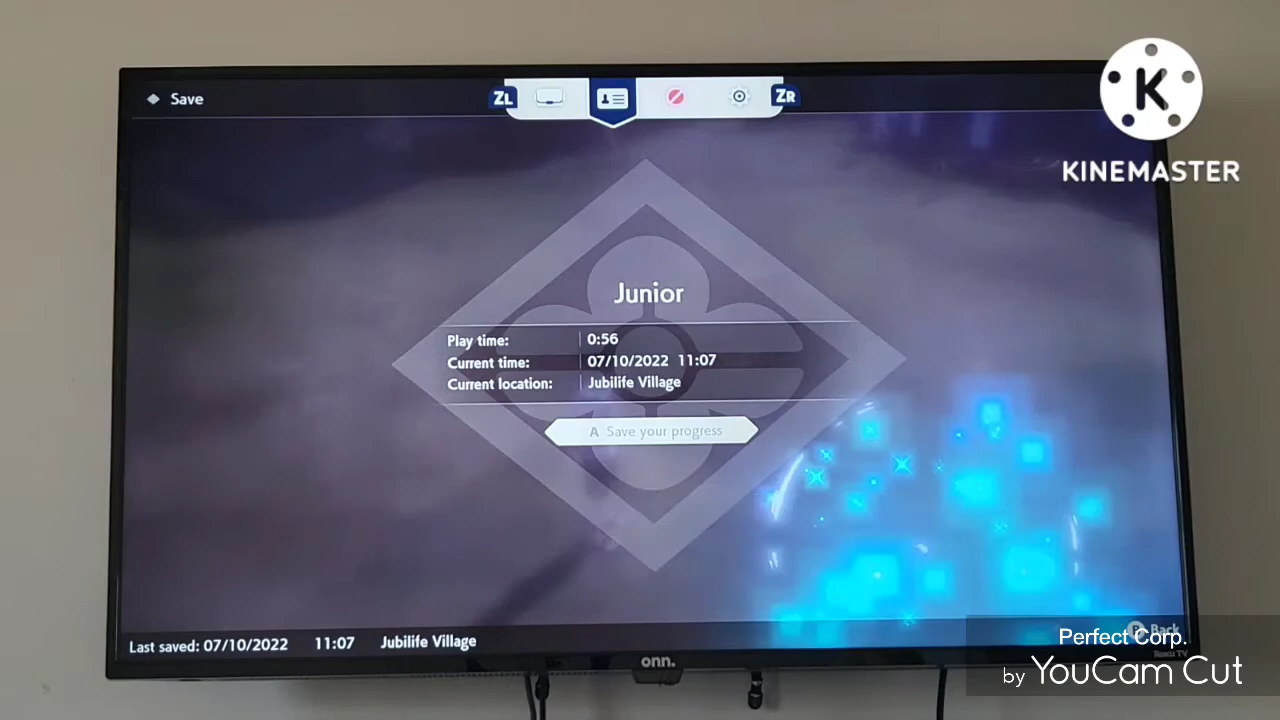 Save
ZL
ZR
K
KINEMASTER
Junior
Play time: 0:56
Current time: 07/10/2022 11:07
Current location: Jubilife Village
A Save your progress
Last saved: 07/10/2022 11:07 Jubilife Village
Back
onn.
Roku TV
Perfect Corp.
by YouCam Cut